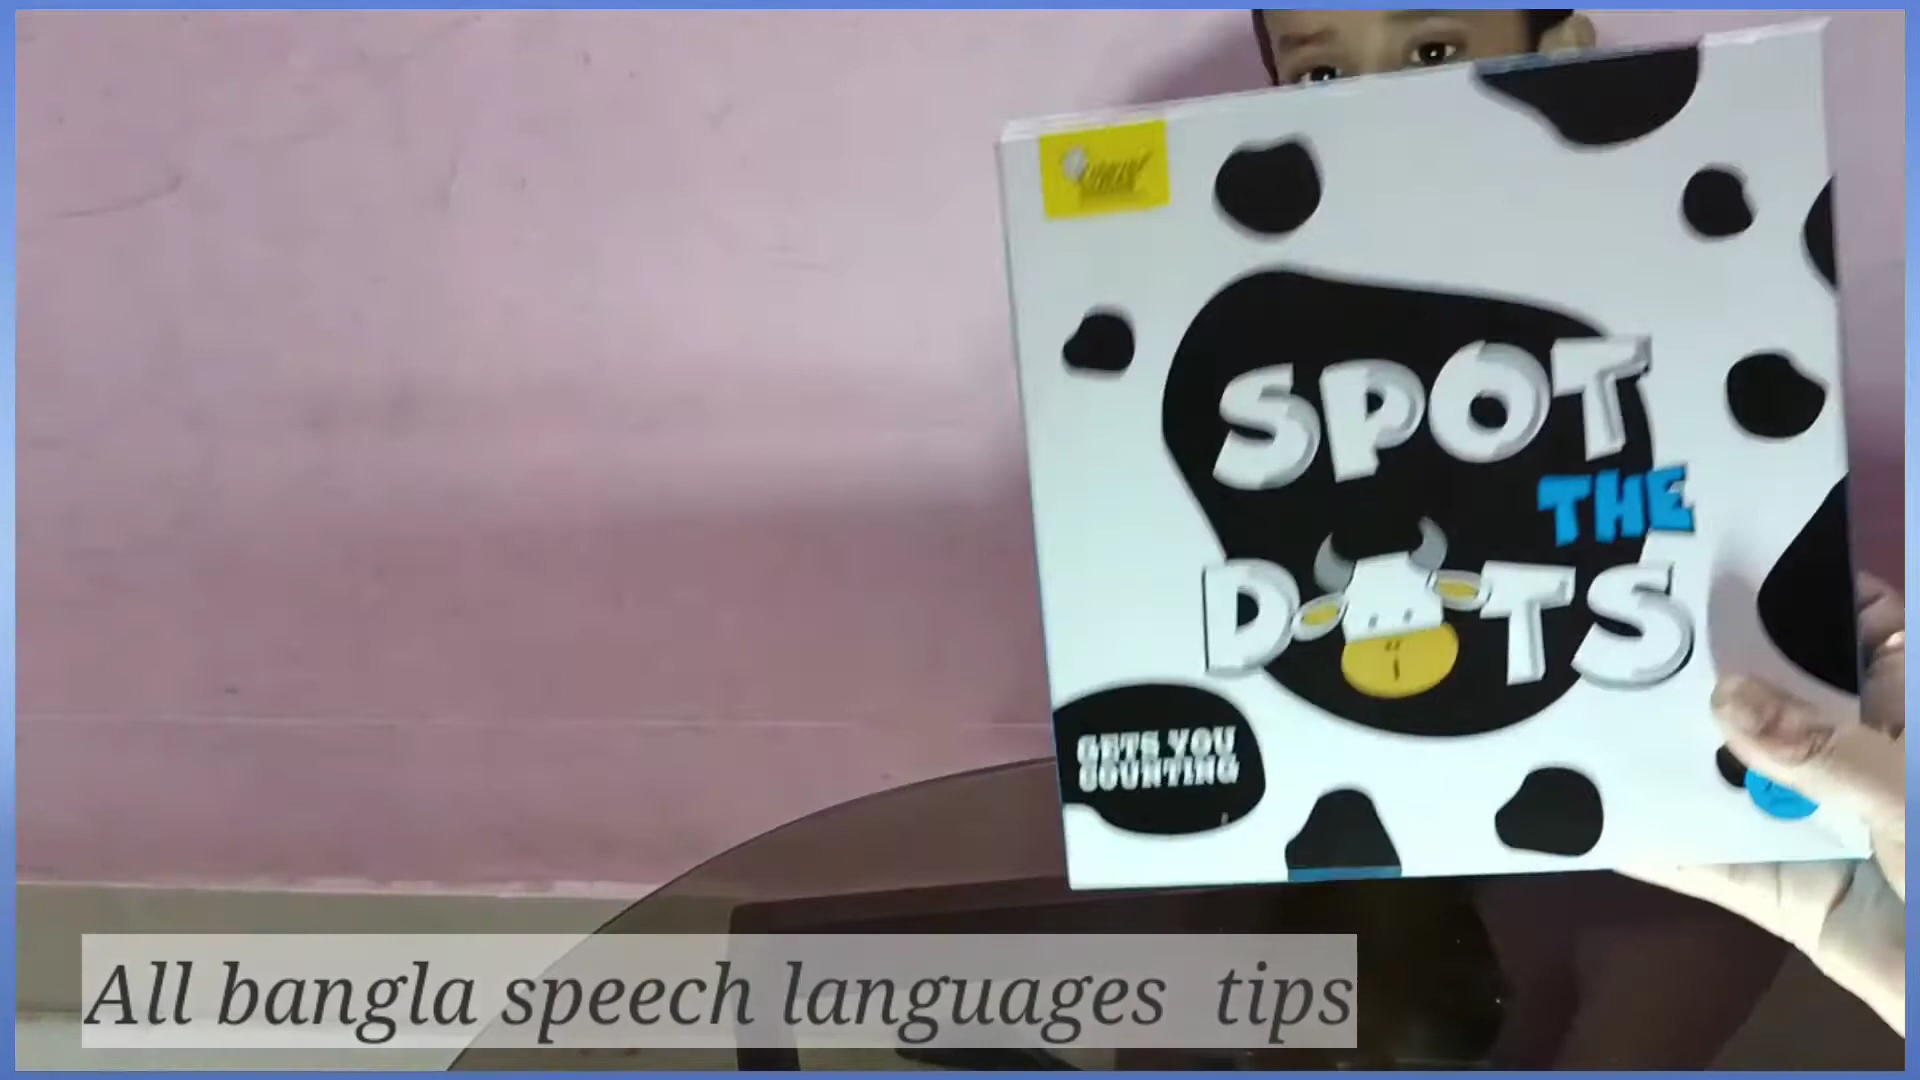 SPOT
THE
DOTS
GETS YOU
COUNTING
All bangla speech languages tips